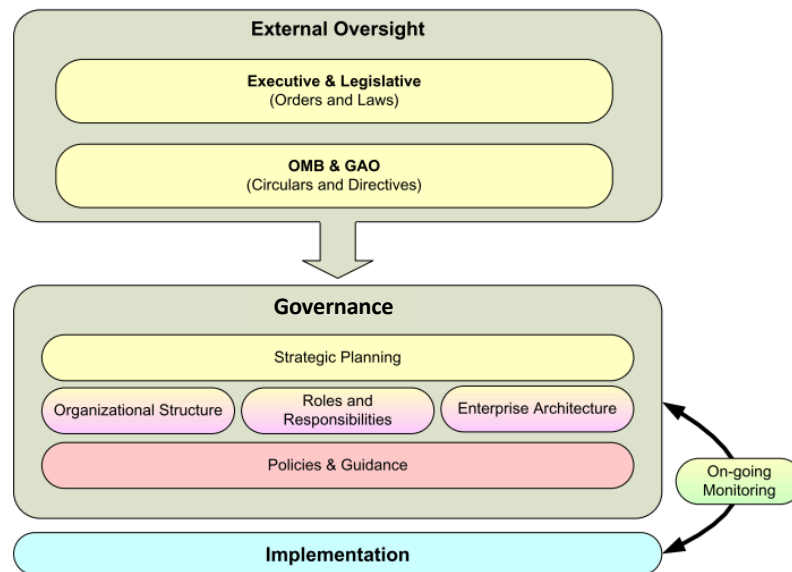 External Oversight
Executive & Legislative
(Orders and Laws)
OMB & GAO
(Circulars and Directives)
Governance
Strategic Planning
Organizational Structure
Roles and
Responsibilities
Enterprise Architecture
Policies & Guidance
On-going
Monitoring
Implementation